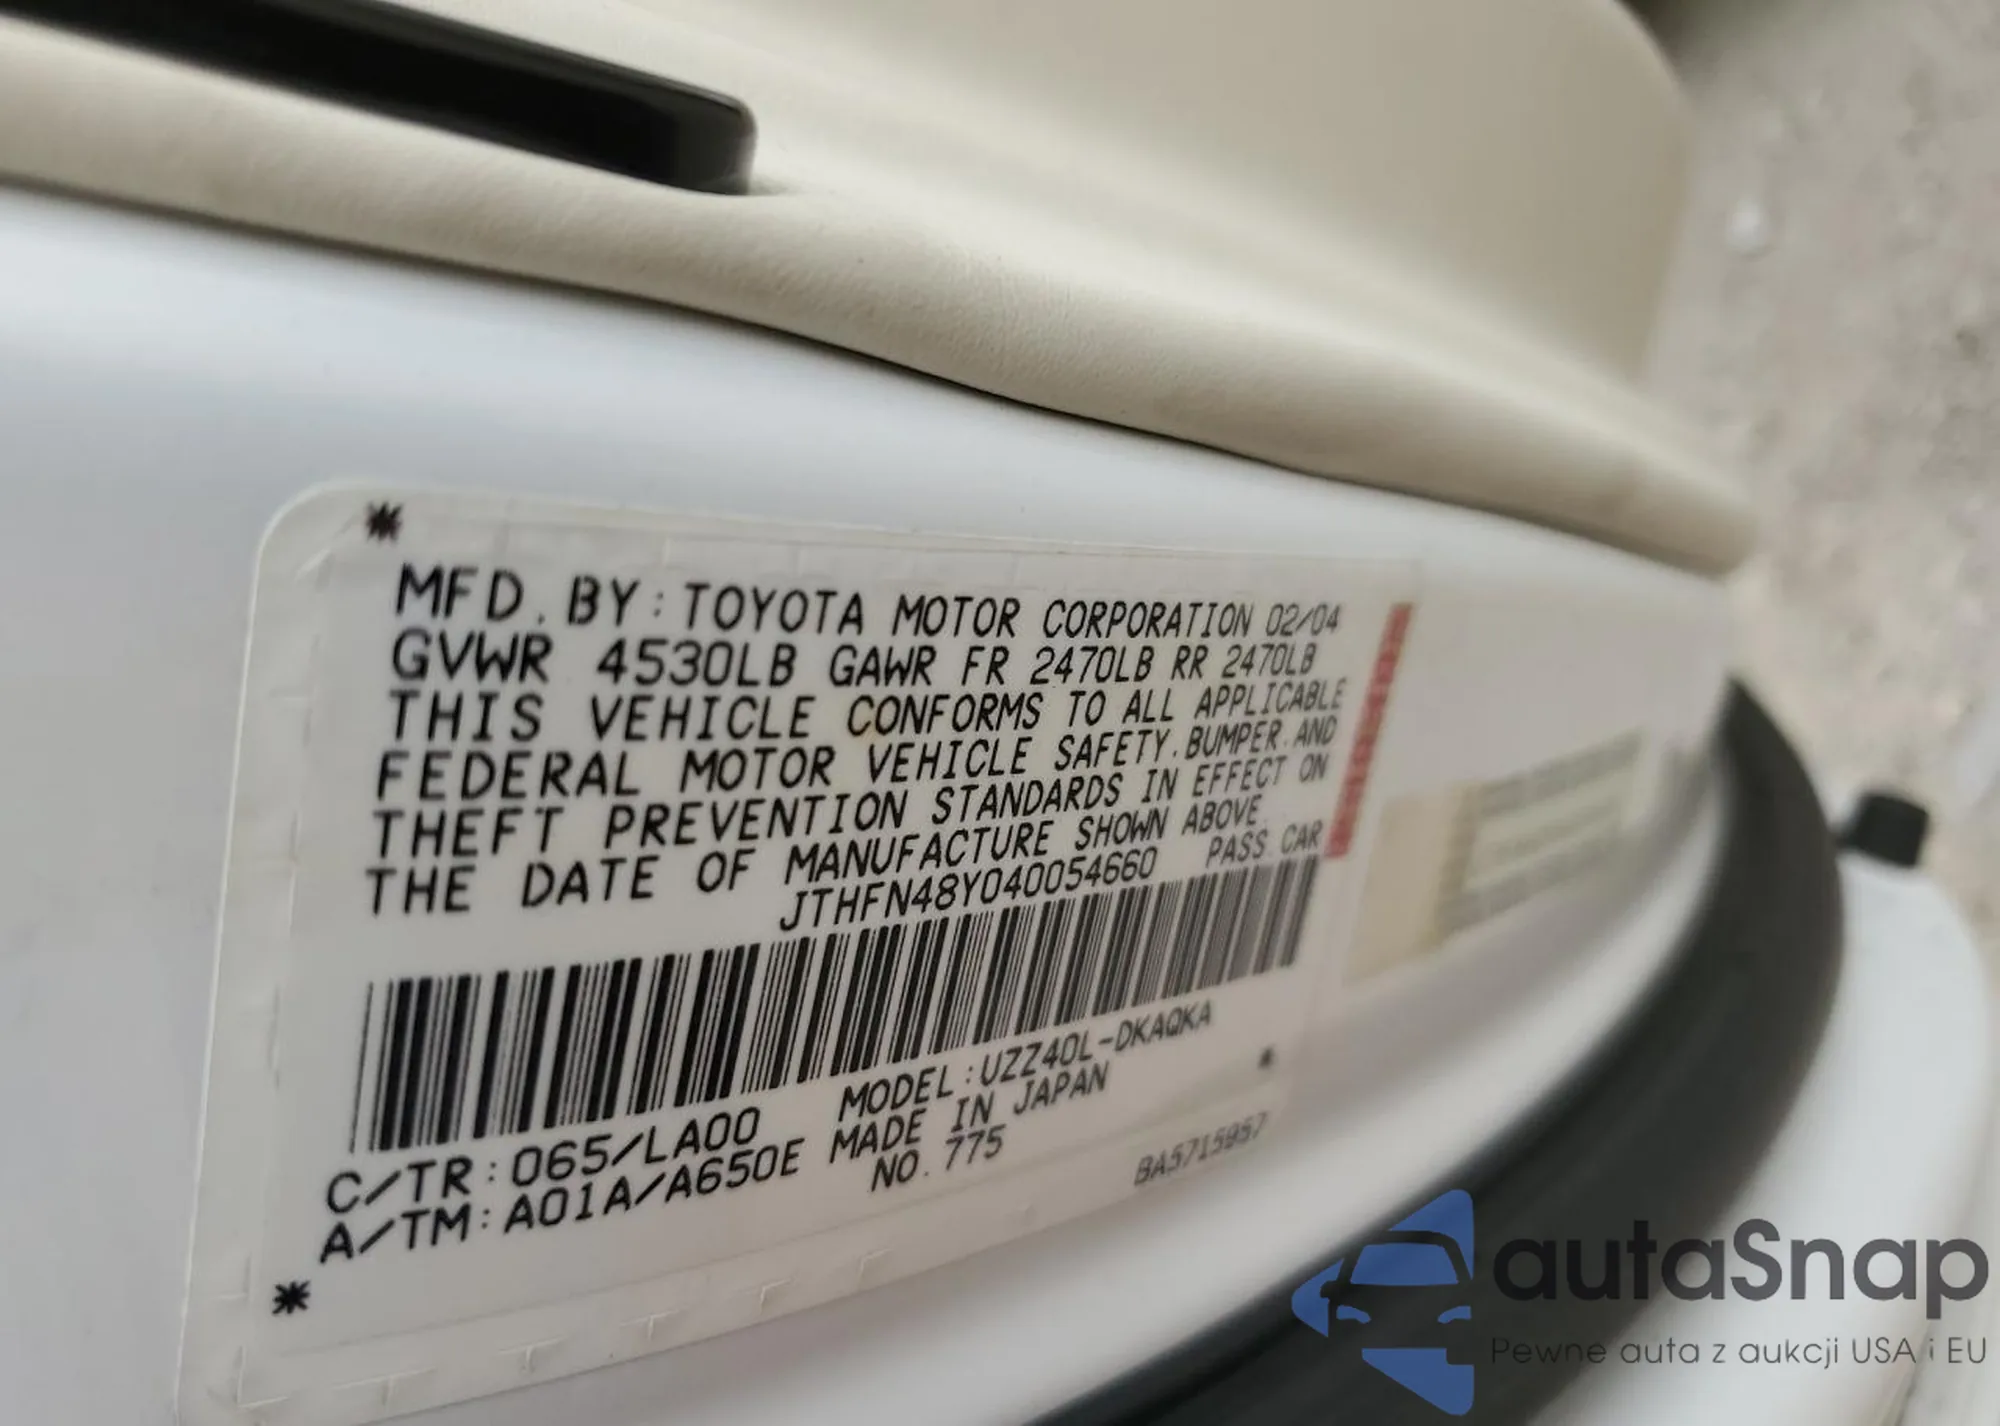 MFD. BY: TOYOTA MOTOR CORPORATION 02/04
GVWR 4530LB GAWR FR 2470LB RR 2470LB
THIS VEHICLE CONFORMS TO ALL APPLICABLE
FEDERAL MOTOR VEHICLE SAFETY, BUMPER, AND
THEFT PREVENTION STANDARDS IN EFFECT ON
THE DATE OF MANUFACTURE SHOWN ABOVE.
JTHFN48Y040054660 PASS. CAR
C/TR: 065/LA00 MODEL: UZZ40L-DKAQKA
A/TM: A01A/A650E MADE IN JAPAN
NO. 775
BA5715957
autaSnap
Pewne auta z aukcji USA i EU